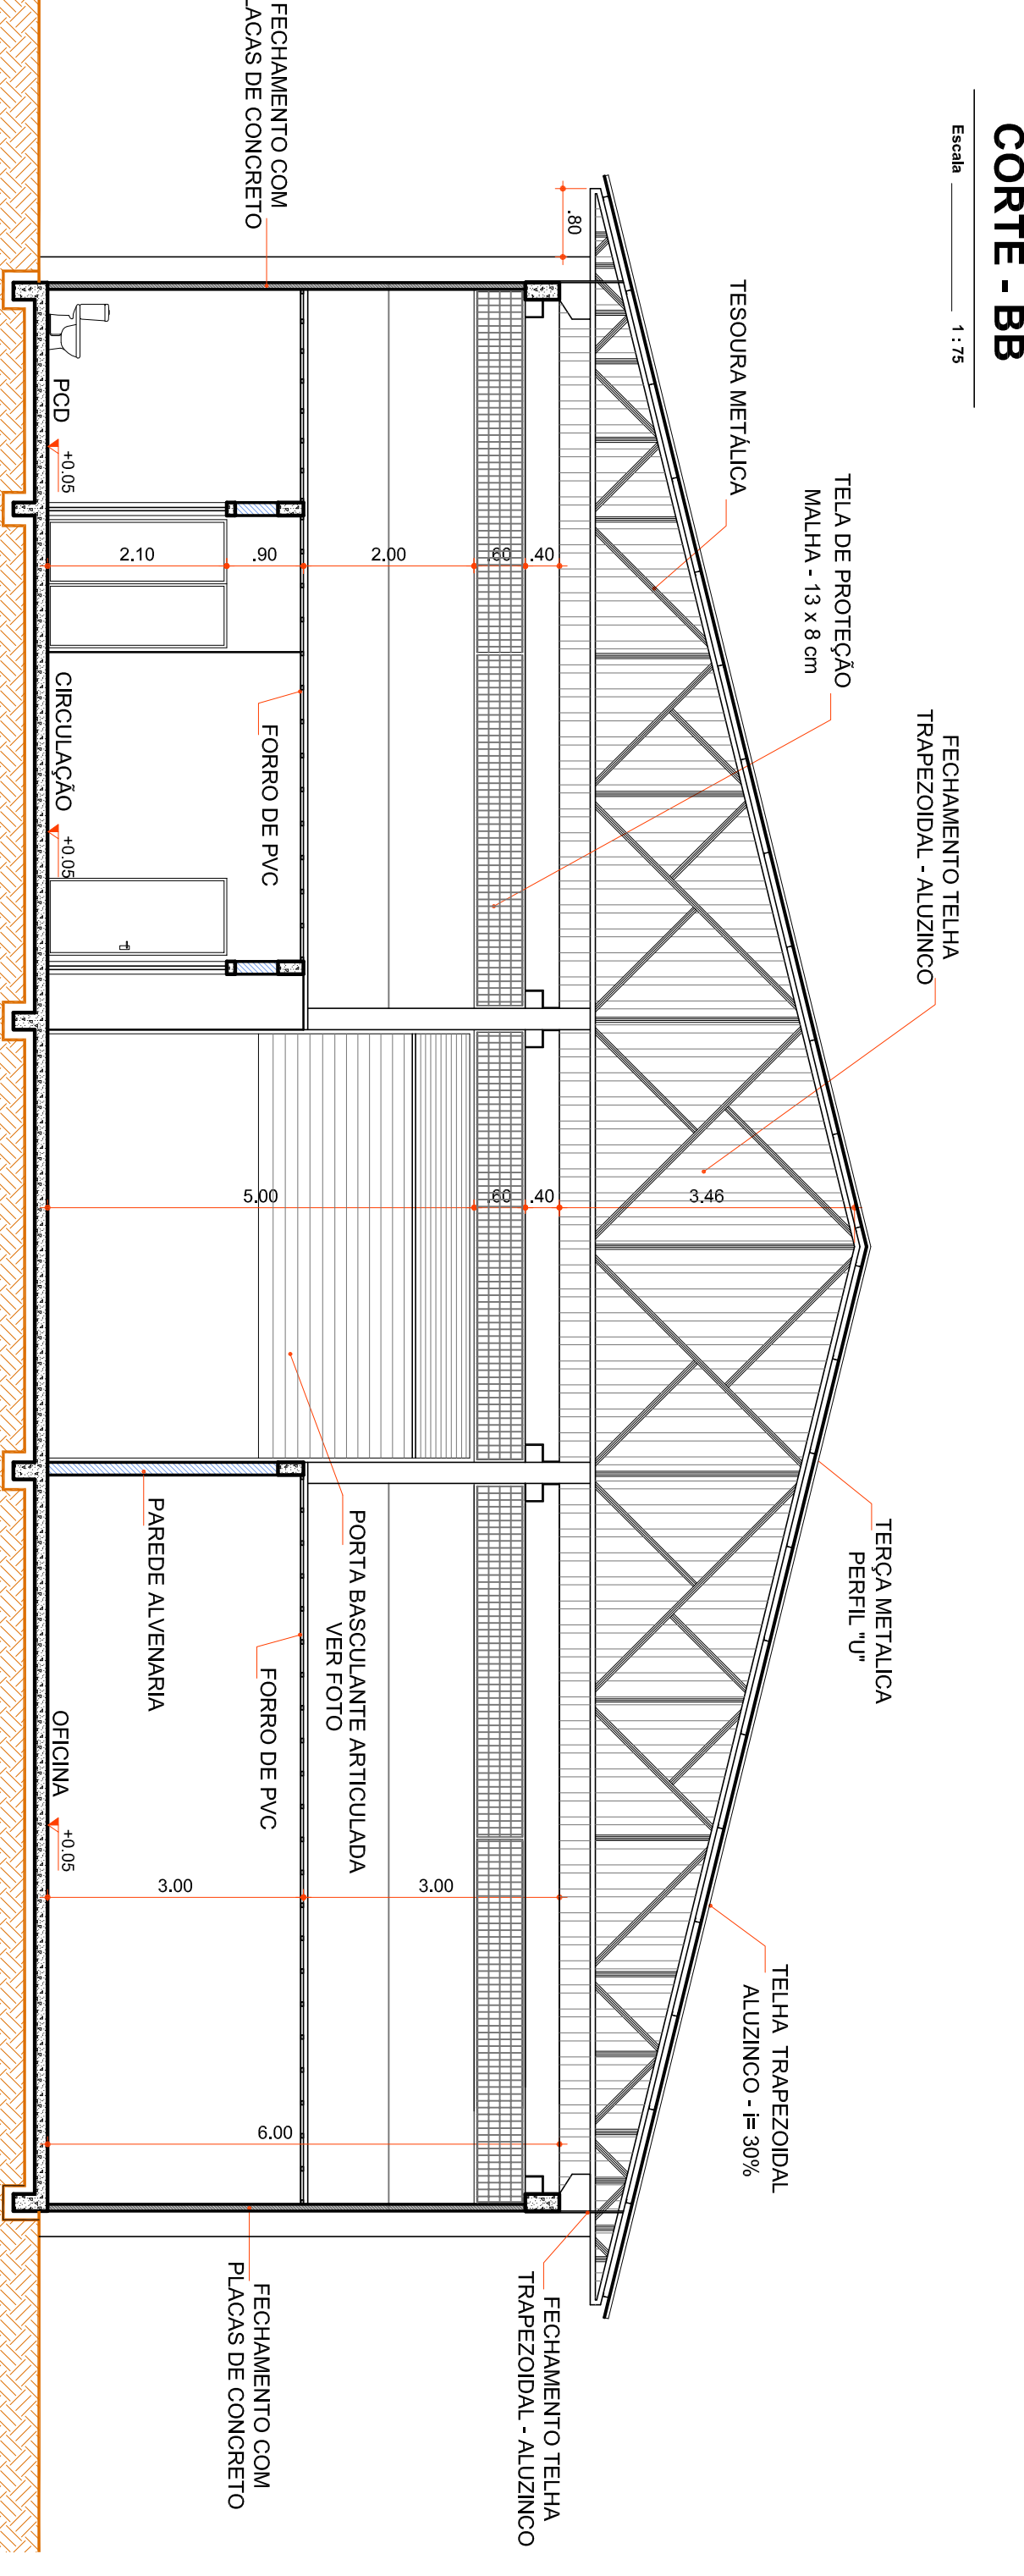 CORTE - BB
Escala
1 : 75
FECHAMENTO TELHA
TRAPEZOIDAL - ALUZINCO
TELA DE PROTEÇÃO
MALHA - 13 x 8 cm
TESOURA METÁLICA
TERÇA METALICA
PERFIL "U"
TELHA TRAPEZOIDAL
ALUZINCO - i= 30%
.80
3.46
FECHAMENTO TELHA
TRAPEZOIDAL - ALUZINCO
.40
.60
2.00
.90
2.10
.40
.60
5.00
3.00
3.00
6.00
FECHAMENTO COM
LACAS DE CONCRETO
FORRO DE PVC
PORTA BASCULANTE ARTICULADA
VER FOTO
FORRO DE PVC
PAREDE ALVENARIA
FECHAMENTO COM
PLACAS DE CONCRETO
PCD
+0.05
CIRCULAÇÃO
+0.05
OFICINA
+0.05